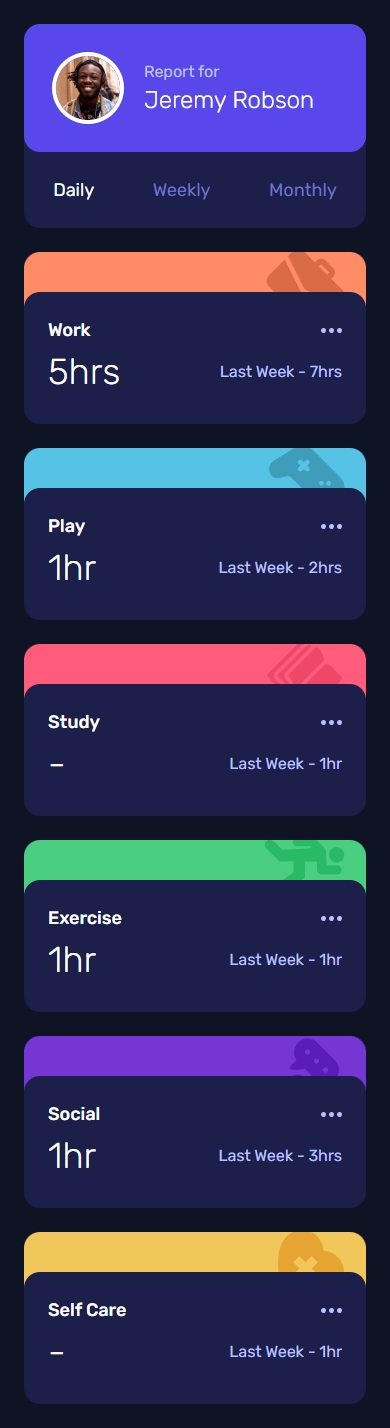 Report for
Jeremy Robson
Daily Weekly Monthly
Work
5hrs Last Week - 7hrs
Play
1hr Last Week - 2hrs
Study
– Last Week - 1hr
Exercise
1hr Last Week - 1hr
Social
1hr Last Week - 3hrs
Self Care
– Last Week - 1hr